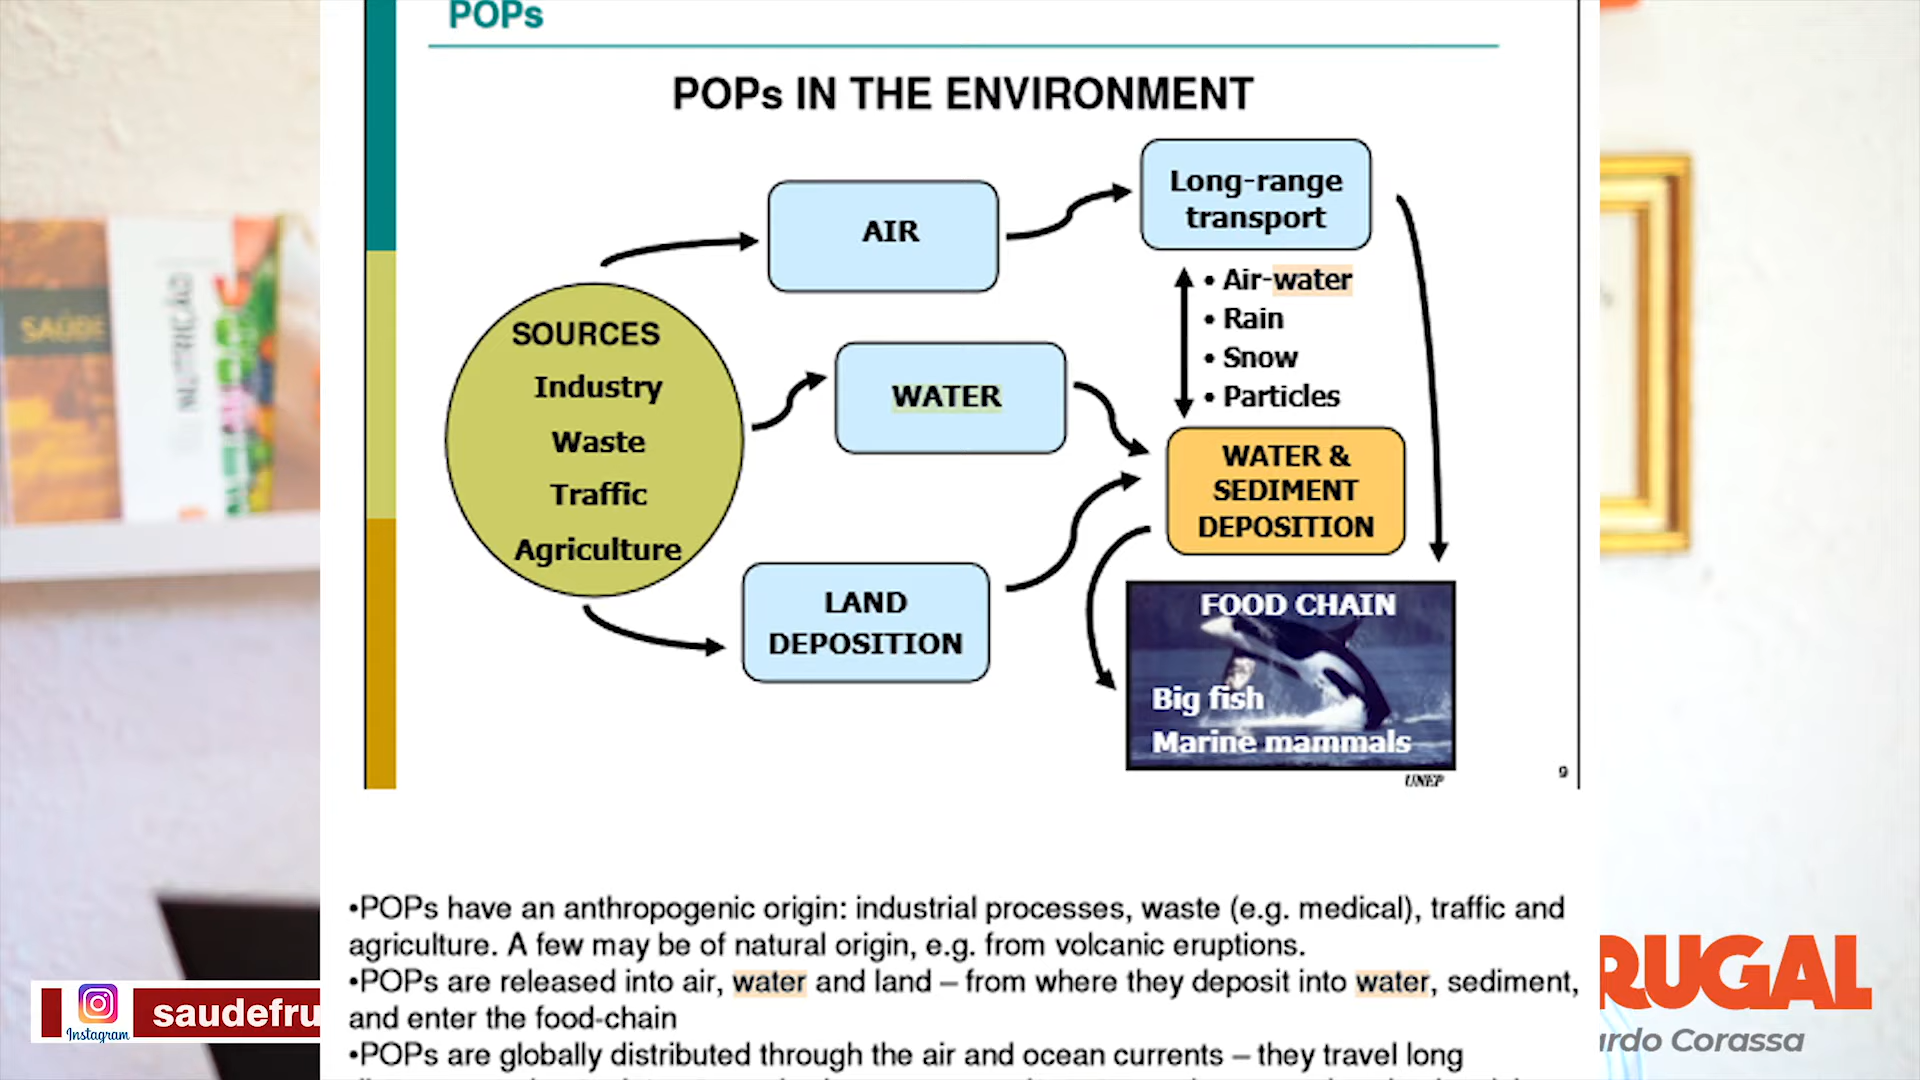 POPs
POPs IN THE ENVIRONMENT
AIR
Long-range
transport
• Air-water
• Rain
• Snow
• Particles
SOURCES
Industry
Waste
Traffic
Agriculture
WATER
WATER &
SEDIMENT
DEPOSITION
LAND
DEPOSITION
FOOD CHAIN
Big fish
Marine mammals
UNEP
9
•POPs have an anthropogenic origin: industrial processes, waste (e.g. medical), traffic and
agriculture. A few may be of natural origin, e.g. from volcanic eruptions.
•POPs are released into air, water and land – from where they deposit into water, sediment,
and enter the food-chain
•POPs are globally distributed through the air and ocean currents – they travel long
SAÚDE
Instagram
saudefru
RUGAL
ardo Corassa